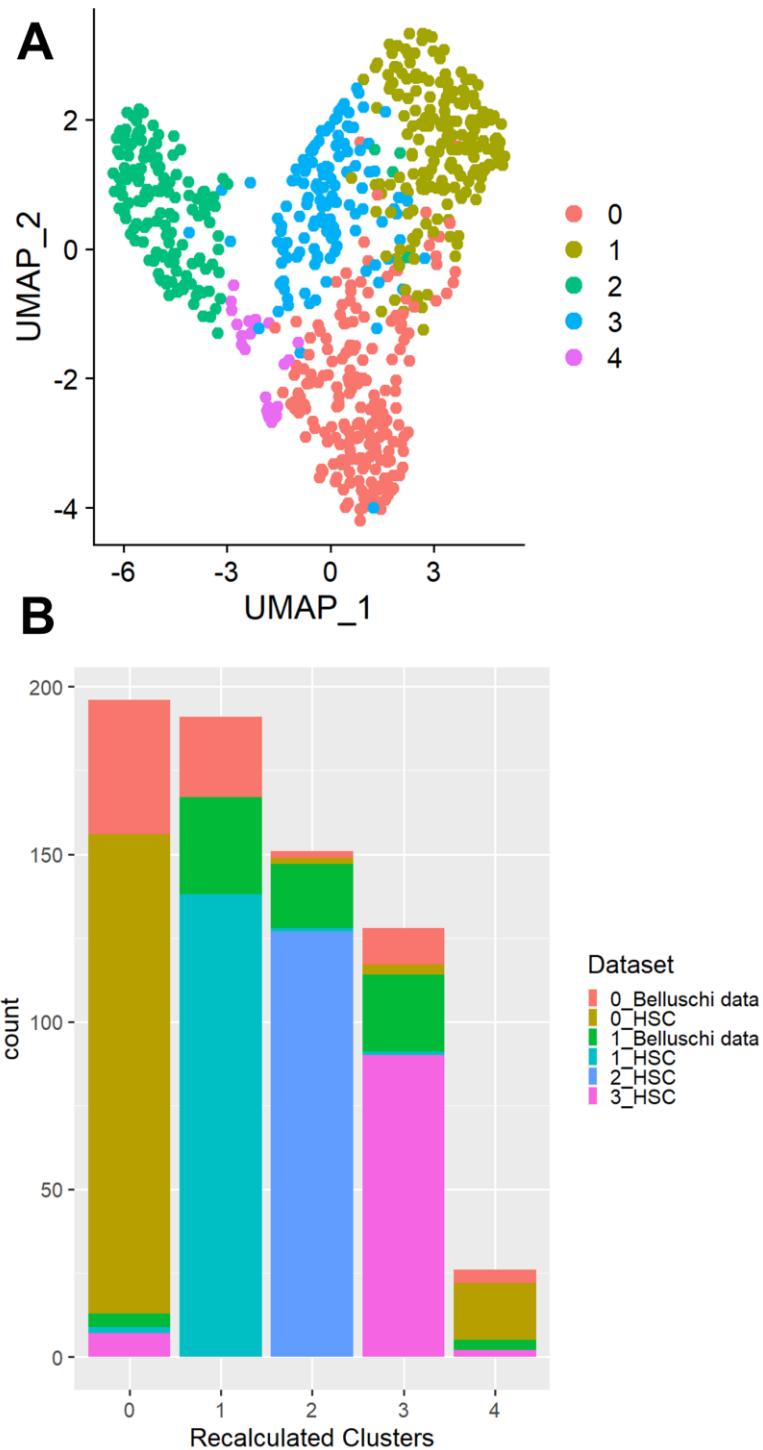 A
UMAP_2
2
0
-2
-4
-6
-3
0
3
UMAP_1
0
1
2
3
4
B
count
200
150
100
50
0
0
1
2
3
4
Recalculated Clusters
Dataset
0_Belluschi data
0_HSC
1_Belluschi data
1_HSC
2_HSC
3_HSC